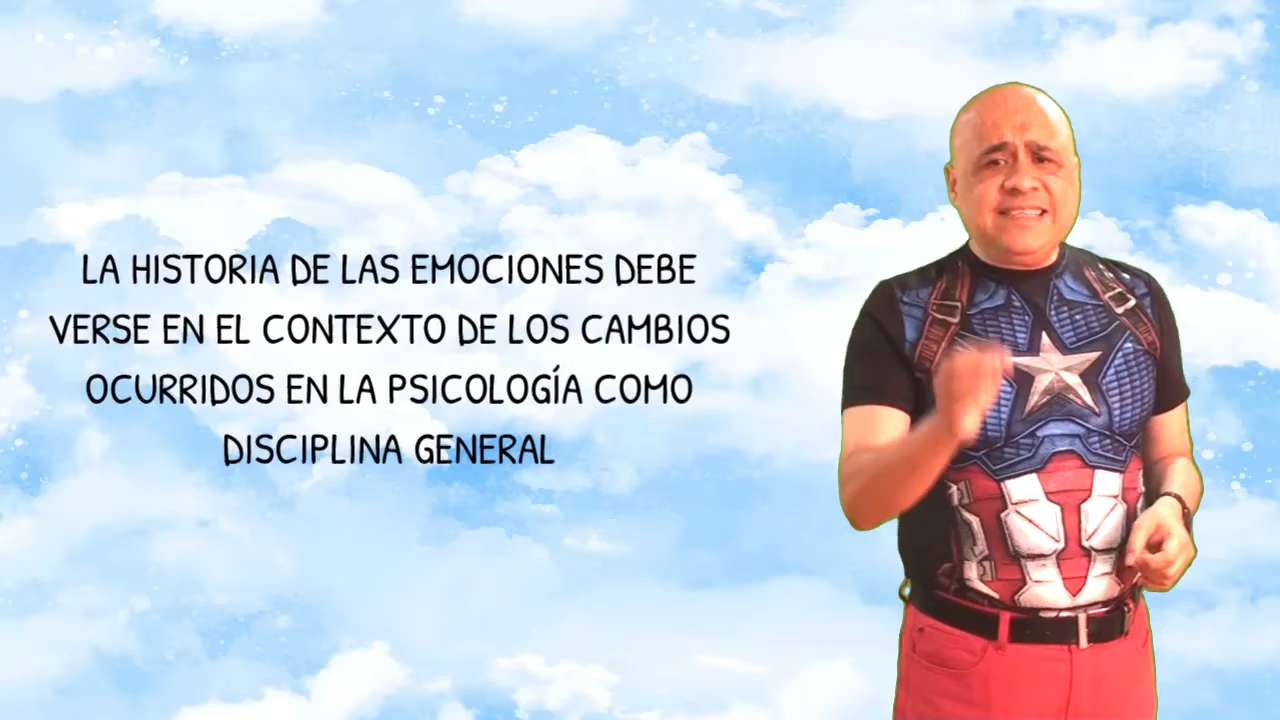 LA HISTORIA DE LAS EMOCIONES DEBE
VERSE EN EL CONTEXTO DE LOS CAMBIOS
OCURRIDOS EN LA PSICOLOGÍA COMO
DISCIPLINA GENERAL